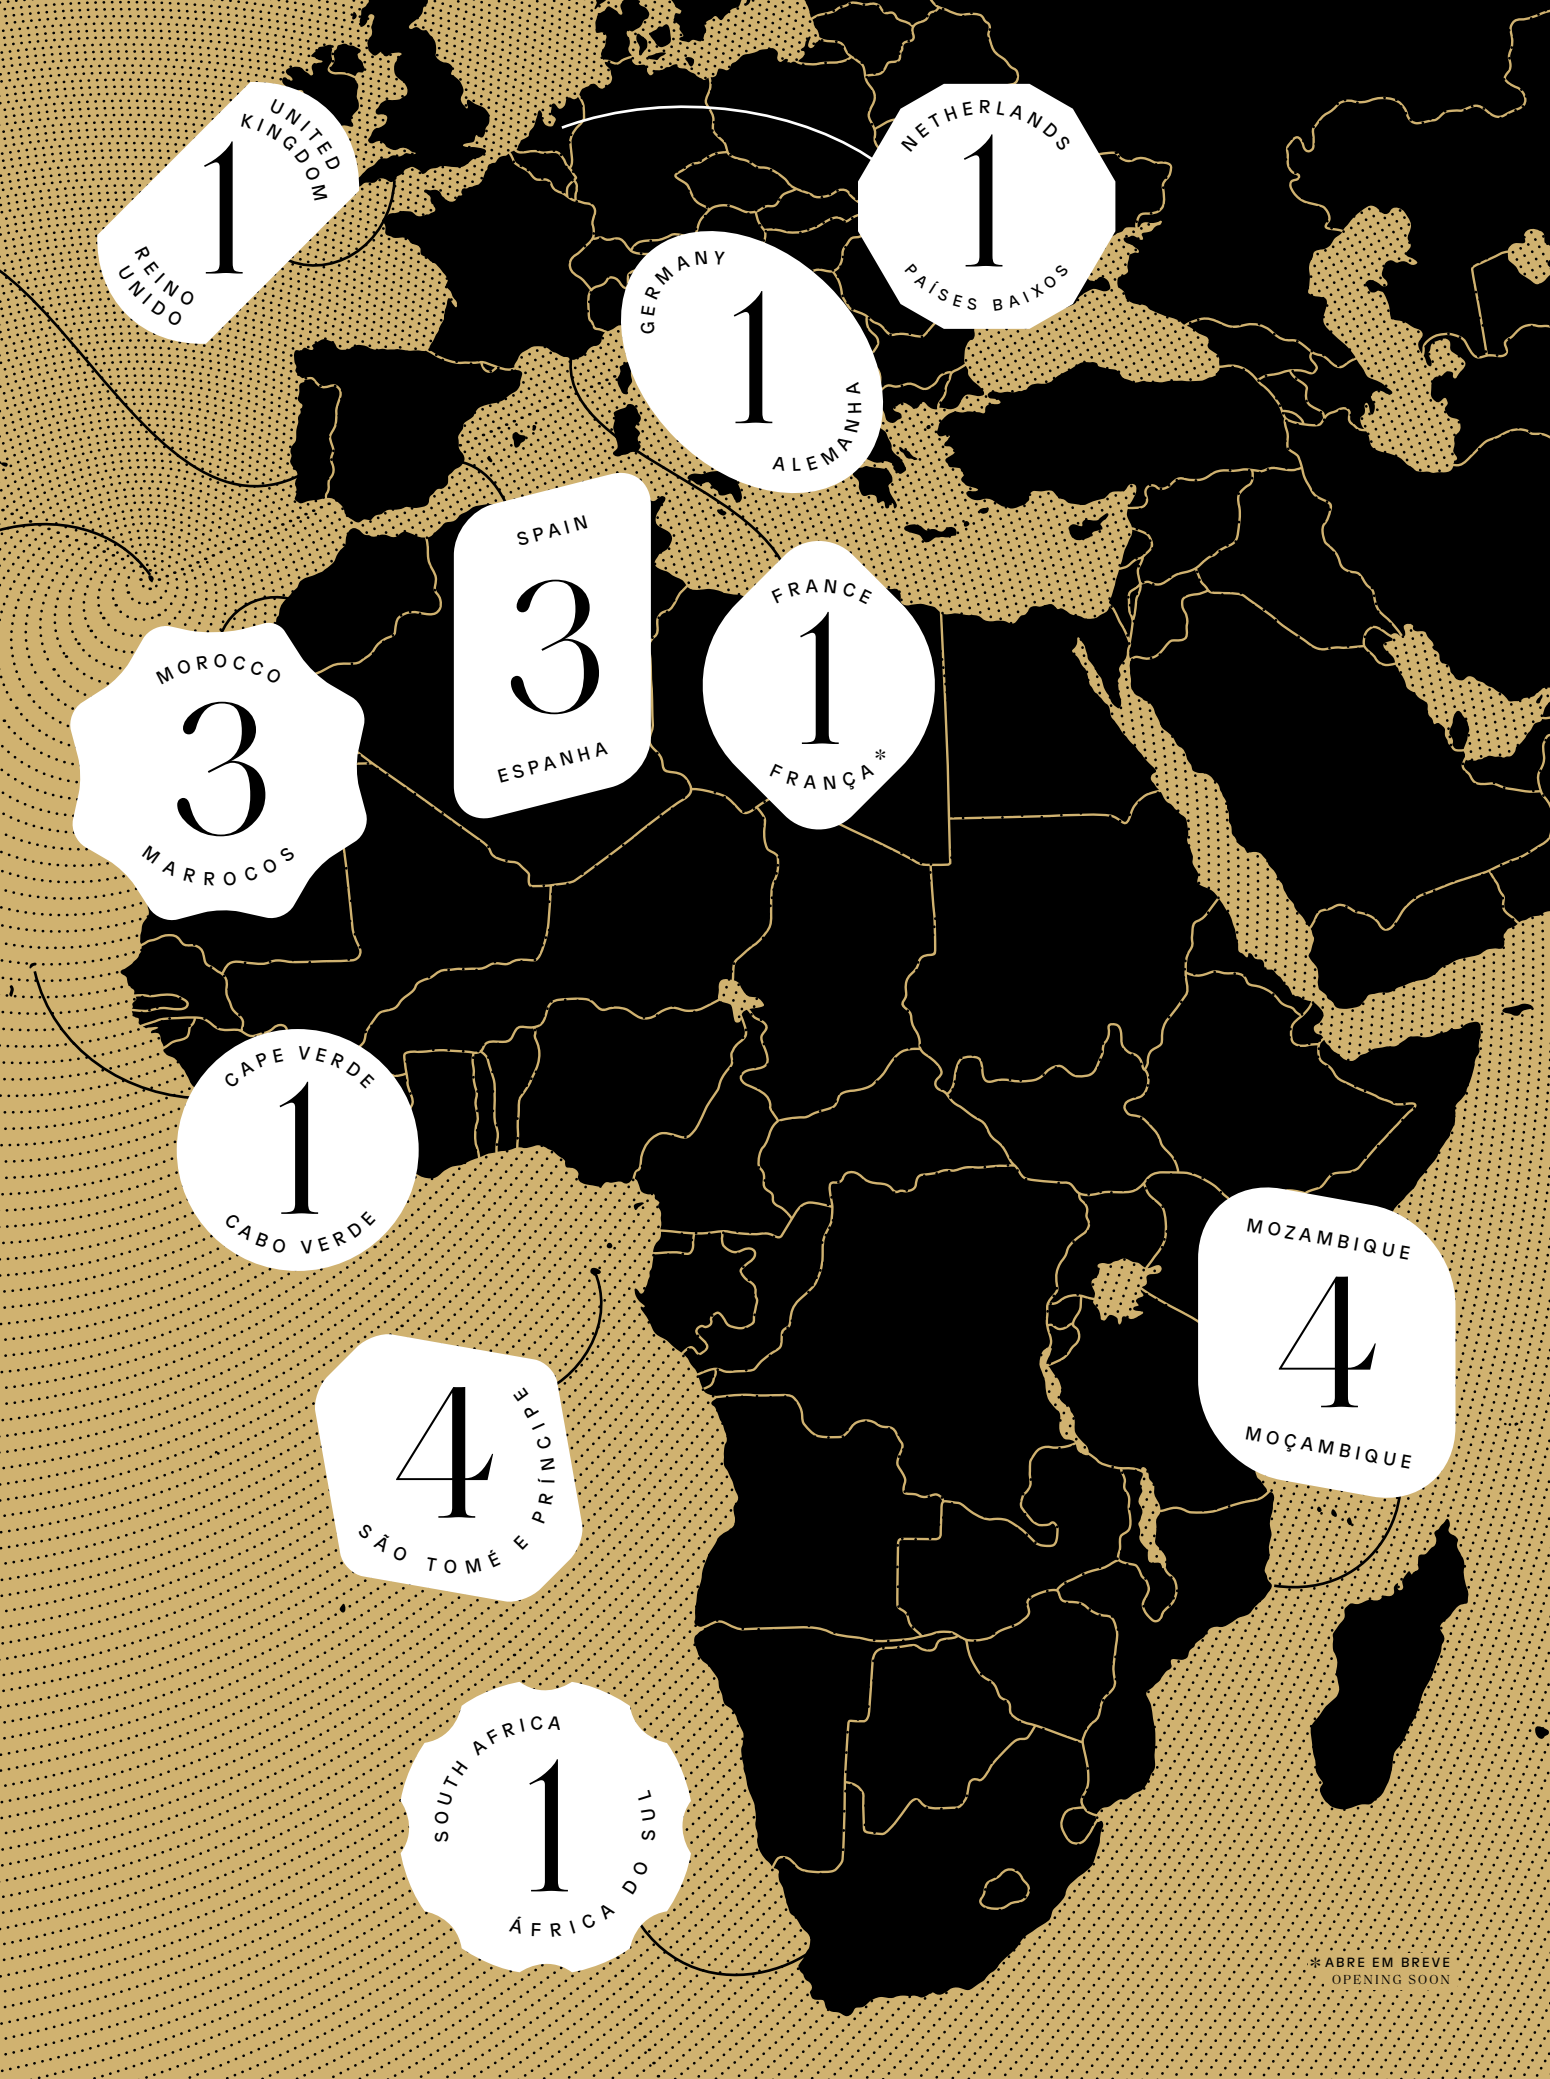 UNITED
KINGDOM
1
REINO
UNIDO
NETHERLANDS
1
PAÍSES BAIXOS
GERMANY
1
ALEMANHA
SPAIN
3
ESPANHA
FRANCE
1
FRANÇA*
MOROCCO
3
MARROCOS
CAPE VERDE
1
CABO VERDE
MOZAMBIQUE
4
MOÇAMBIQUE
4
SÃO TOMÉ E PRÍNCIPE
SOUTH AFRICA
1
ÁFRICA DO SUL
*ABRE EM BREVE
OPENING SOON